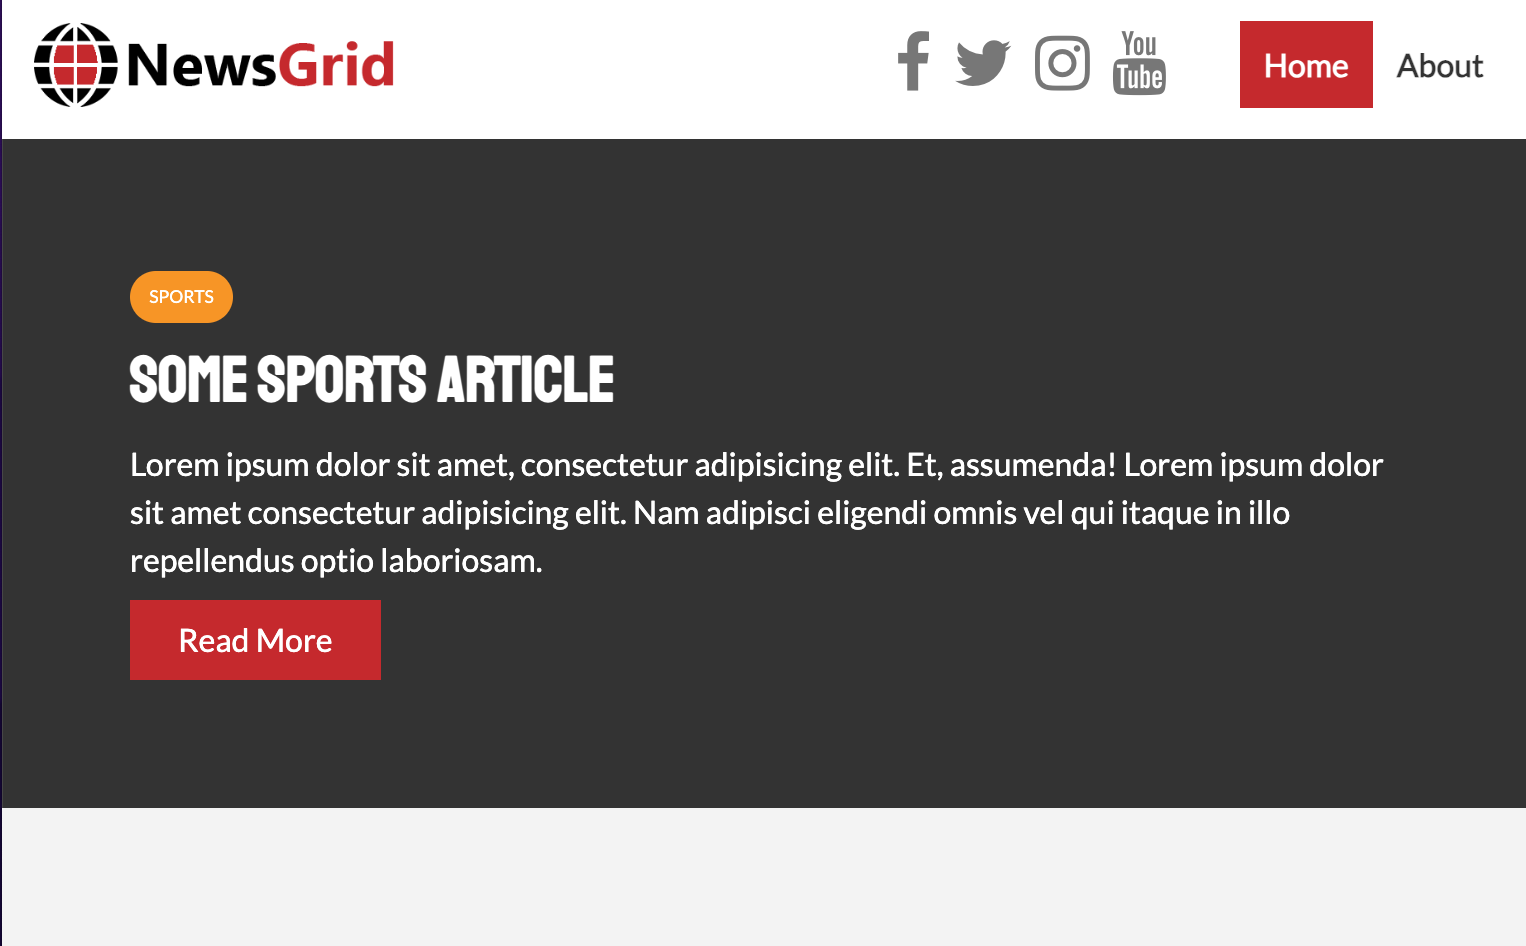 NewsGrid
You
Tube
Home
About
SPORTS
SOME SPORTS ARTICLE
Lorem ipsum dolor sit amet, consectetur adipisicing elit. Et, assumenda! Lorem ipsum dolor
sit amet consectetur adipisicing elit. Nam adipisci eligendi omnis vel qui itaque in illo
repellendus optio laboriosam.
Read More